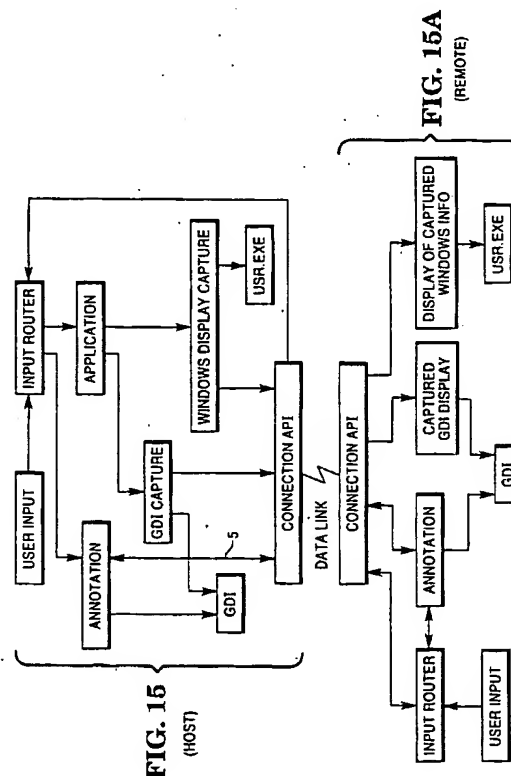 FIG. 15
(HOST)
USER INPUT
INPUT ROUTER
ANNOTATION
APPLICATION
GDI CAPTURE
WINDOWS DISPLAY CAPTURE
GDI
5
USR.EXE
CONNECTION API
DATA LINK
FIG. 15A
(REMOTE)
CONNECTION API
INPUT ROUTER
ANNOTATION
CAPTURED
GDI DISPLAY
DISPLAY OF CAPTURED
WINDOWS INFO
USER INPUT
GDI
USR.EXE